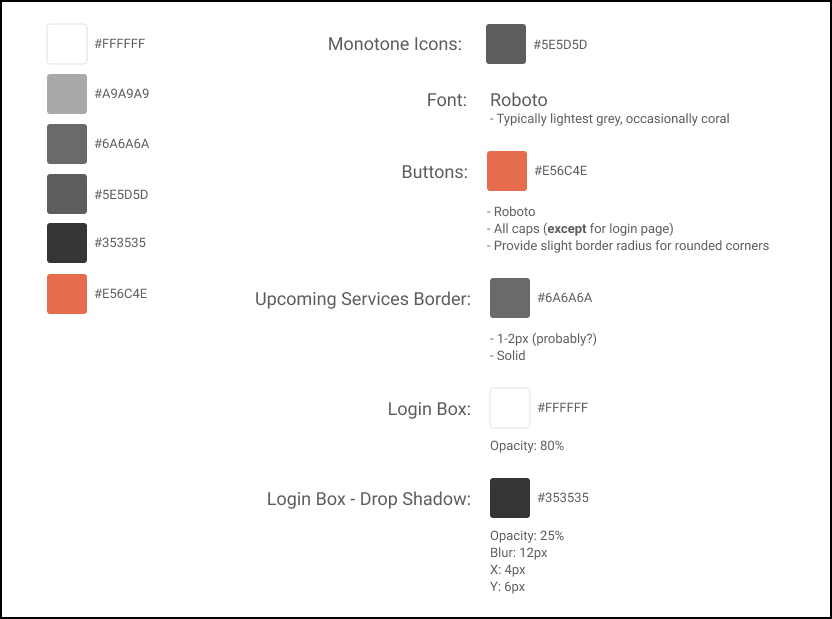 #FFFFFF
#A9A9A9
#6A6A6A
#5E5D5D
#353535
#E56C4E
Monotone Icons: #5E5D5D
Font: Roboto
- Typically lightest grey, occasionally coral
Buttons: #E56C4E
- Roboto
- All caps (except for login page)
- Provide slight border radius for rounded corners
Upcoming Services Border: #6A6A6A
- 1-2px (probably?)
- Solid
Login Box: #FFFFFF
Opacity: 80%
Login Box - Drop Shadow: #353535
Opacity: 25%
Blur: 12px
X: 4px
Y: 6px